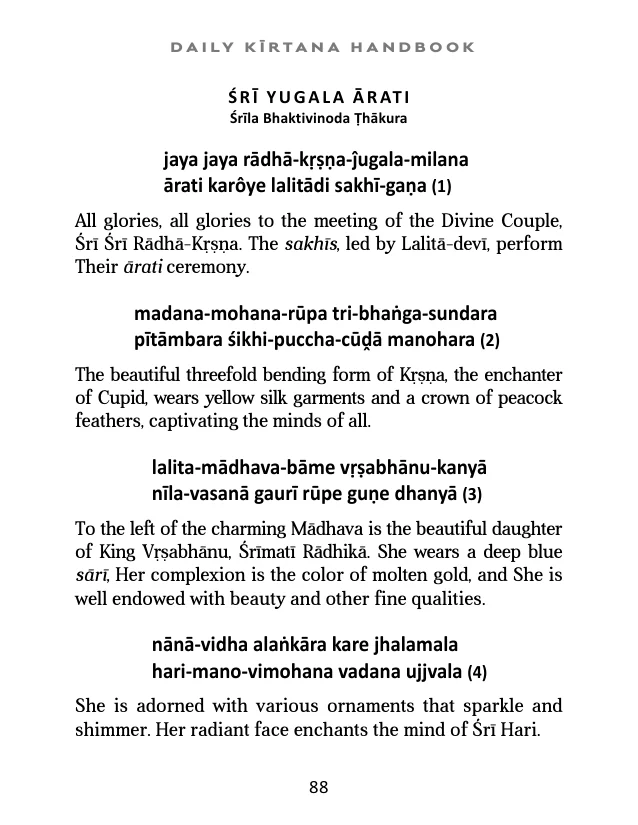 DAILY KĪRTANA HANDBOOK
ŚRĪ YUGALA ĀRATI
Śrīla Bhaktivinoda Ṭhākura
jaya jaya rādhā-kṛṣṇa-ĵugala-milana
ārati karôye lalitādi sakhī-gaṇa (1)
All glories, all glories to the meeting of the Divine Couple,
Śrī Śrī Rādhā-Kṛṣṇa. The sakhīs, led by Lalitā-devī, perform
Their ārati ceremony.
madana-mohana-rūpa tri-bhaṅga-sundara
pītāmbara śikhi-puccha-cūḓā manohara (2)
The beautiful threefold bending form of Kṛṣṇa, the enchanter
of Cupid, wears yellow silk garments and a crown of peacock
feathers, captivating the minds of all.
lalita-mādhava-bāme vṛṣabhānu-kanyā
nīla-vasanā gaurī rūpe guṇe dhanyā (3)
To the left of the charming Mādhava is the beautiful daughter
of King Vṛṣabhānu, Śrīmatī Rādhikā. She wears a deep blue
sārī, Her complexion is the color of molten gold, and She is
well endowed with beauty and other fine qualities.
nānā-vidha alaṅkāra kare jhalamala
hari-mano-vimohana vadana ujjvala (4)
She is adorned with various ornaments that sparkle and
shimmer. Her radiant face enchants the mind of Śrī Hari.
88